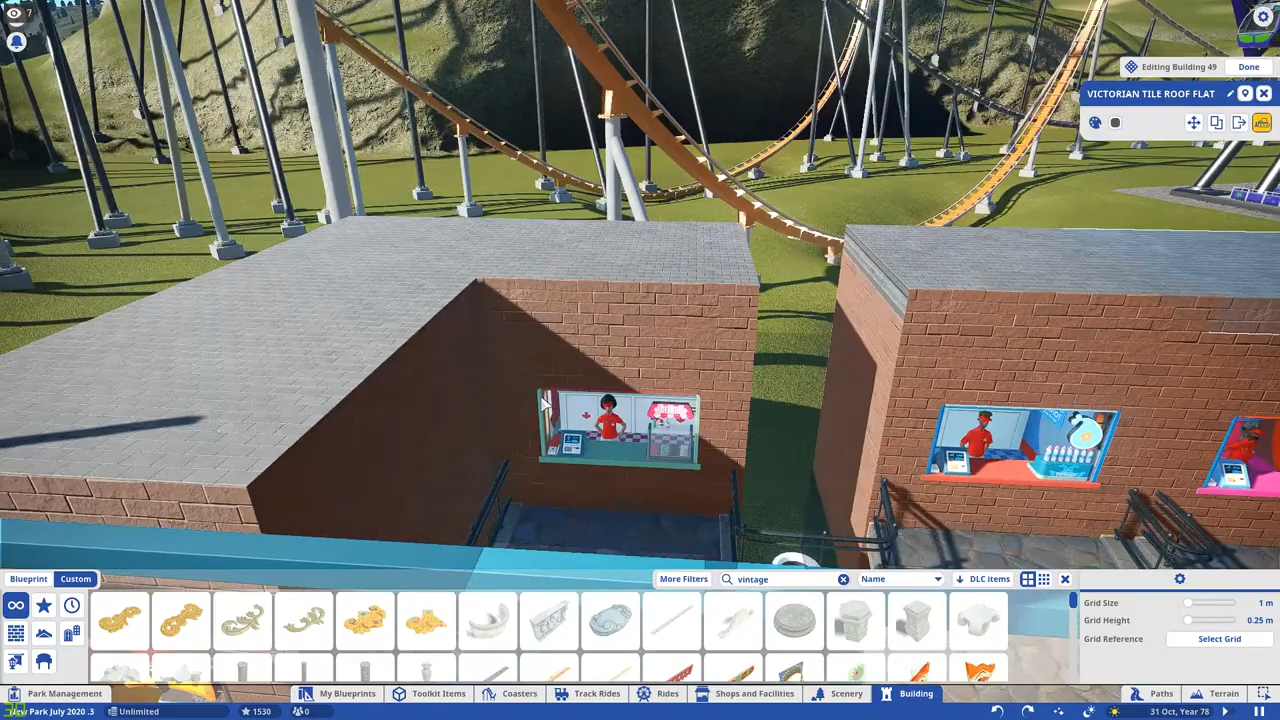 Editing Building 49
Done
VICTORIAN TILE ROOF FLAT
Blueprint
Custom
More Filters
vintage
Name
DLC items
Grid Size
1 m
Grid Height
0.25 m
Grid Reference
Select Grid
Park Management
My Blueprints
Toolkit Items
Coasters
Track Rides
Rides
Shops and Facilities
Scenery
Building
Paths
Terrain
Park July 2020 .3
Unlimited
1530
0
31 Oct, Year 78